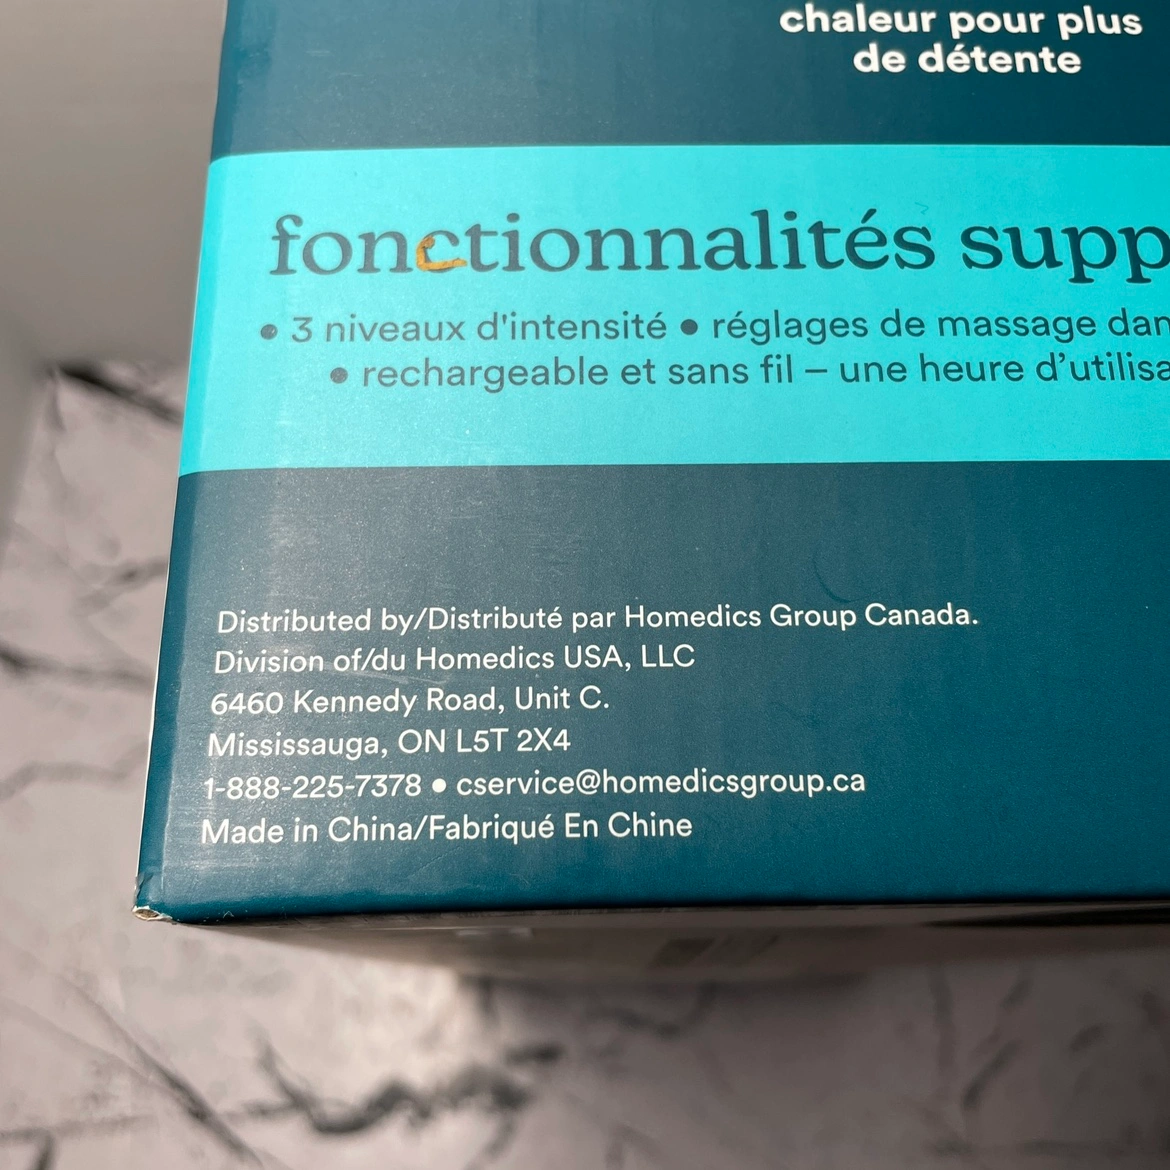 chaleur pour plus
de détente
fonctionnalités supp
• 3 niveaux d'intensité • réglages de massage dan
• rechargeable et sans fil – une heure d’utilisa
Distributed by/Distribué par Homedics Group Canada.
Division of/du Homedics USA, LLC
6460 Kennedy Road, Unit C.
Mississauga, ON L5T 2X4
1-888-225-7378 • cservice@homedicsgroup.ca
Made in China/Fabriqué En Chine